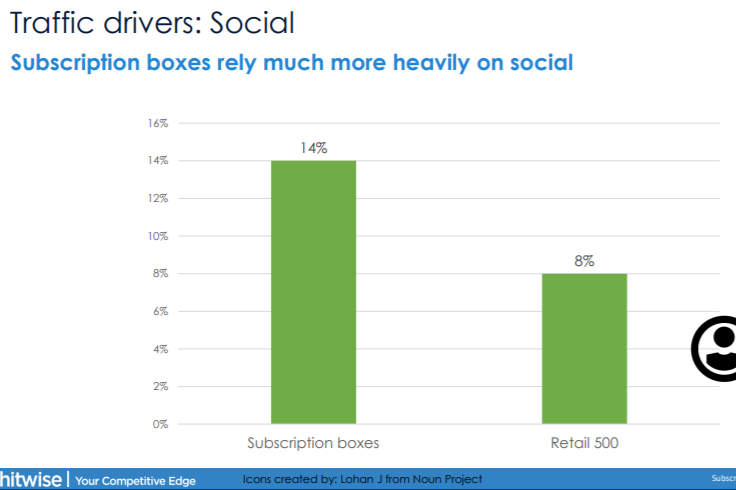 Traffic drivers: Social
Subscription boxes rely much more heavily on social
16%
14%
14%
12%
10%
8%
8%
6%
4%
2%
0%
Subscription boxes
Retail 500
hitwise | Your Competitive Edge
Icons created by: Lohan J from Noun Project
Subscr